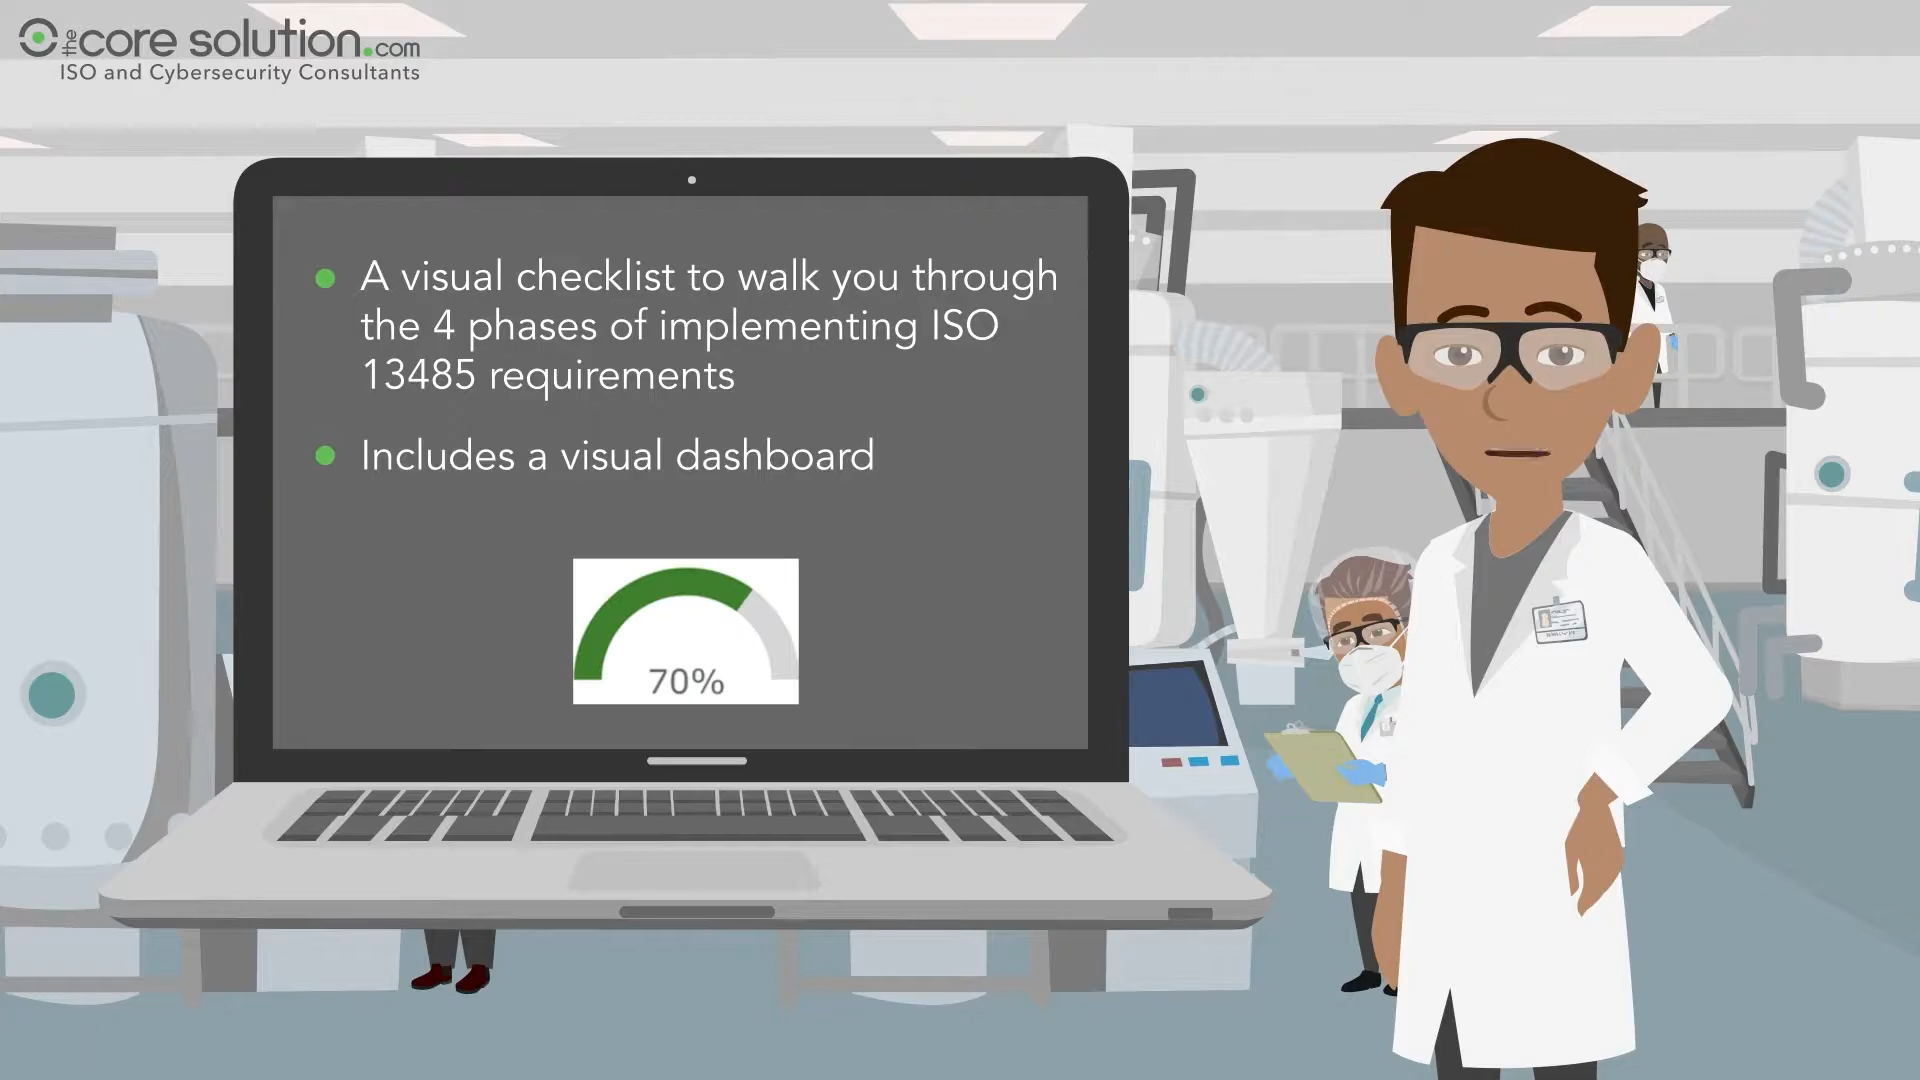 the core solution.com
ISO and Cybersecurity Consultants
A visual checklist to walk you through
the 4 phases of implementing ISO
13485 requirements
Includes a visual dashboard
70%